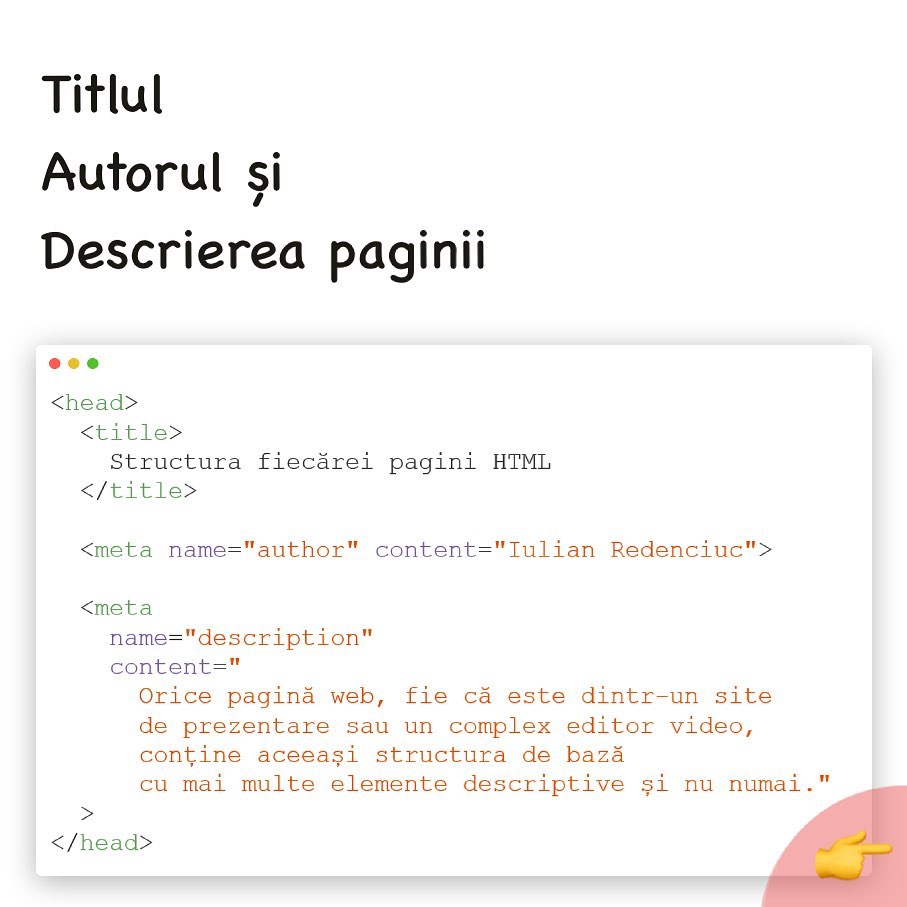 Titlul
Autorul și
Descrierea paginii
<head>
<title>
Structura fiecărei pagini HTML
</title>
<meta name="author" content="Iulian Redenciuc">
<meta
name="description"
content="
Orice pagină web, fie că este dintr-un site
de prezentare sau un complex editor video,
conține aceeași structura de bază
cu mai multe elemente descriptive și nu numai."
>
</head>